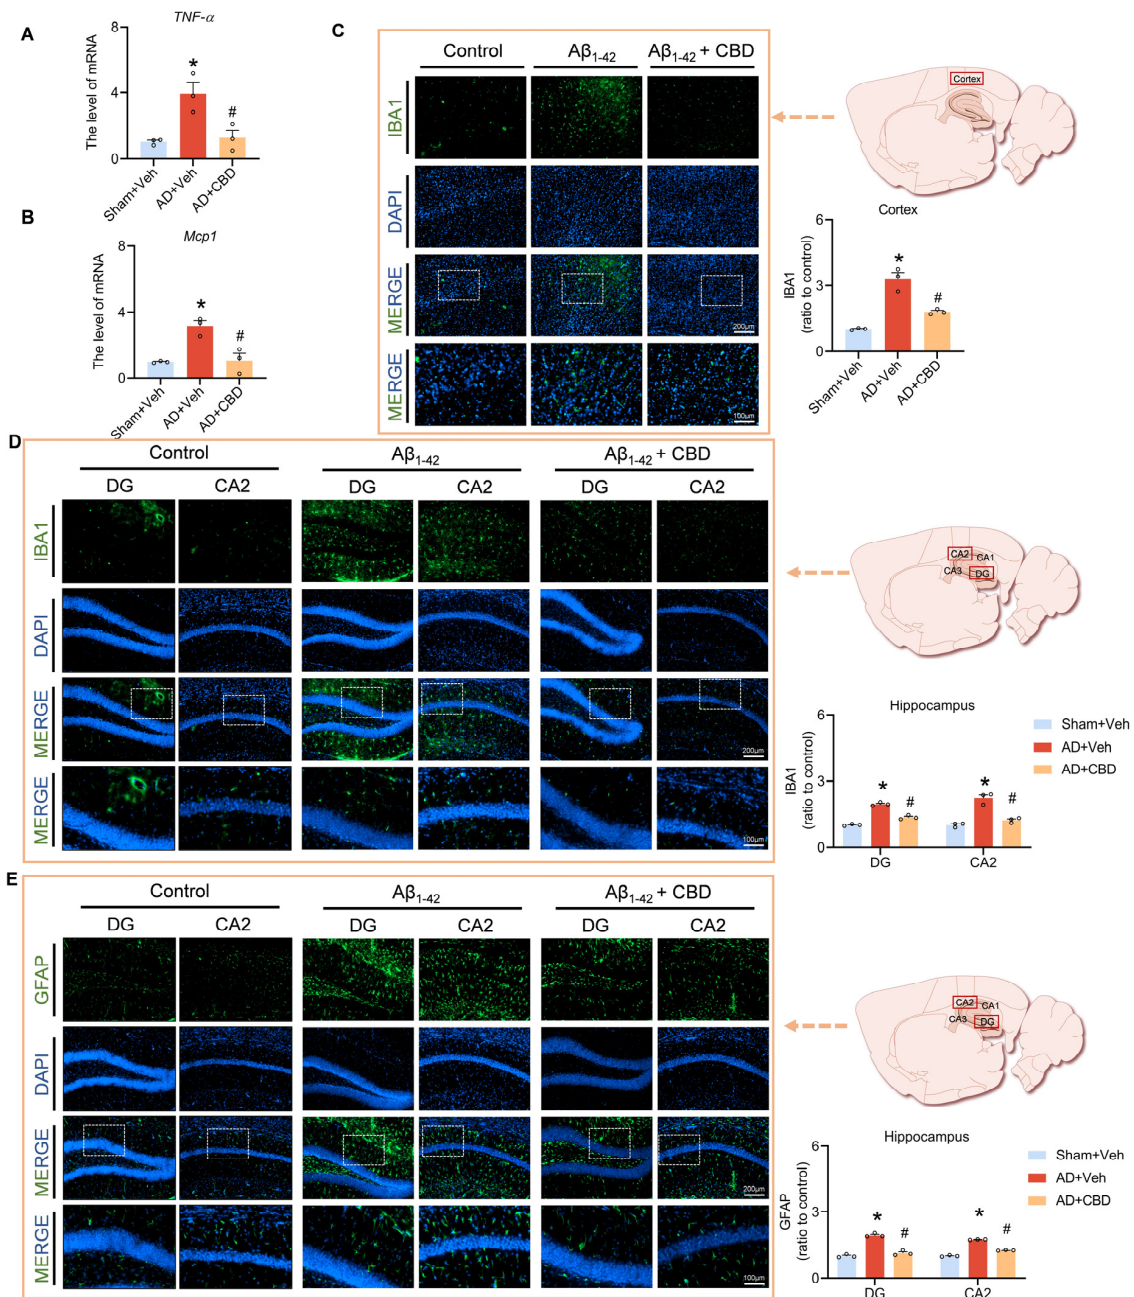 A
TNF-α
The level of mRNA
8
4
0
*
#
Sham+Veh
AD+Veh
AD+CBD
B
Mcp1
The level of mRNA
8
4
0
*
#
Sham+Veh
AD+Veh
AD+CBD
C
Control
Aβ1-42
Aβ1-42 + CBD
IBA1
DAPI
MERGE
200μm
MERGE
100μm
Cortex
Cortex
IBA1
(ratio to control)
6
3
0
*
#
Sham+Veh
AD+Veh
AD+CBD
D
Control
Aβ1-42
Aβ1-42 + CBD
DG
CA2
DG
CA2
DG
CA2
IBA1
DAPI
MERGE
200μm
MERGE
100μm
CA2
CA1
CA3
DG
Hippocampus
IBA1
(ratio to control)
6
3
0
*
#
*
#
DG
CA2
Sham+Veh
AD+Veh
AD+CBD
E
Control
Aβ1-42
Aβ1-42 + CBD
DG
CA2
DG
CA2
DG
CA2
GFAP
DAPI
MERGE
200μm
MERGE
100μm
CA2
CA1
CA3
DG
Hippocampus
GFAP
(ratio to control)
6
3
0
*
#
*
#
DG
CA2
Sham+Veh
AD+Veh
AD+CBD